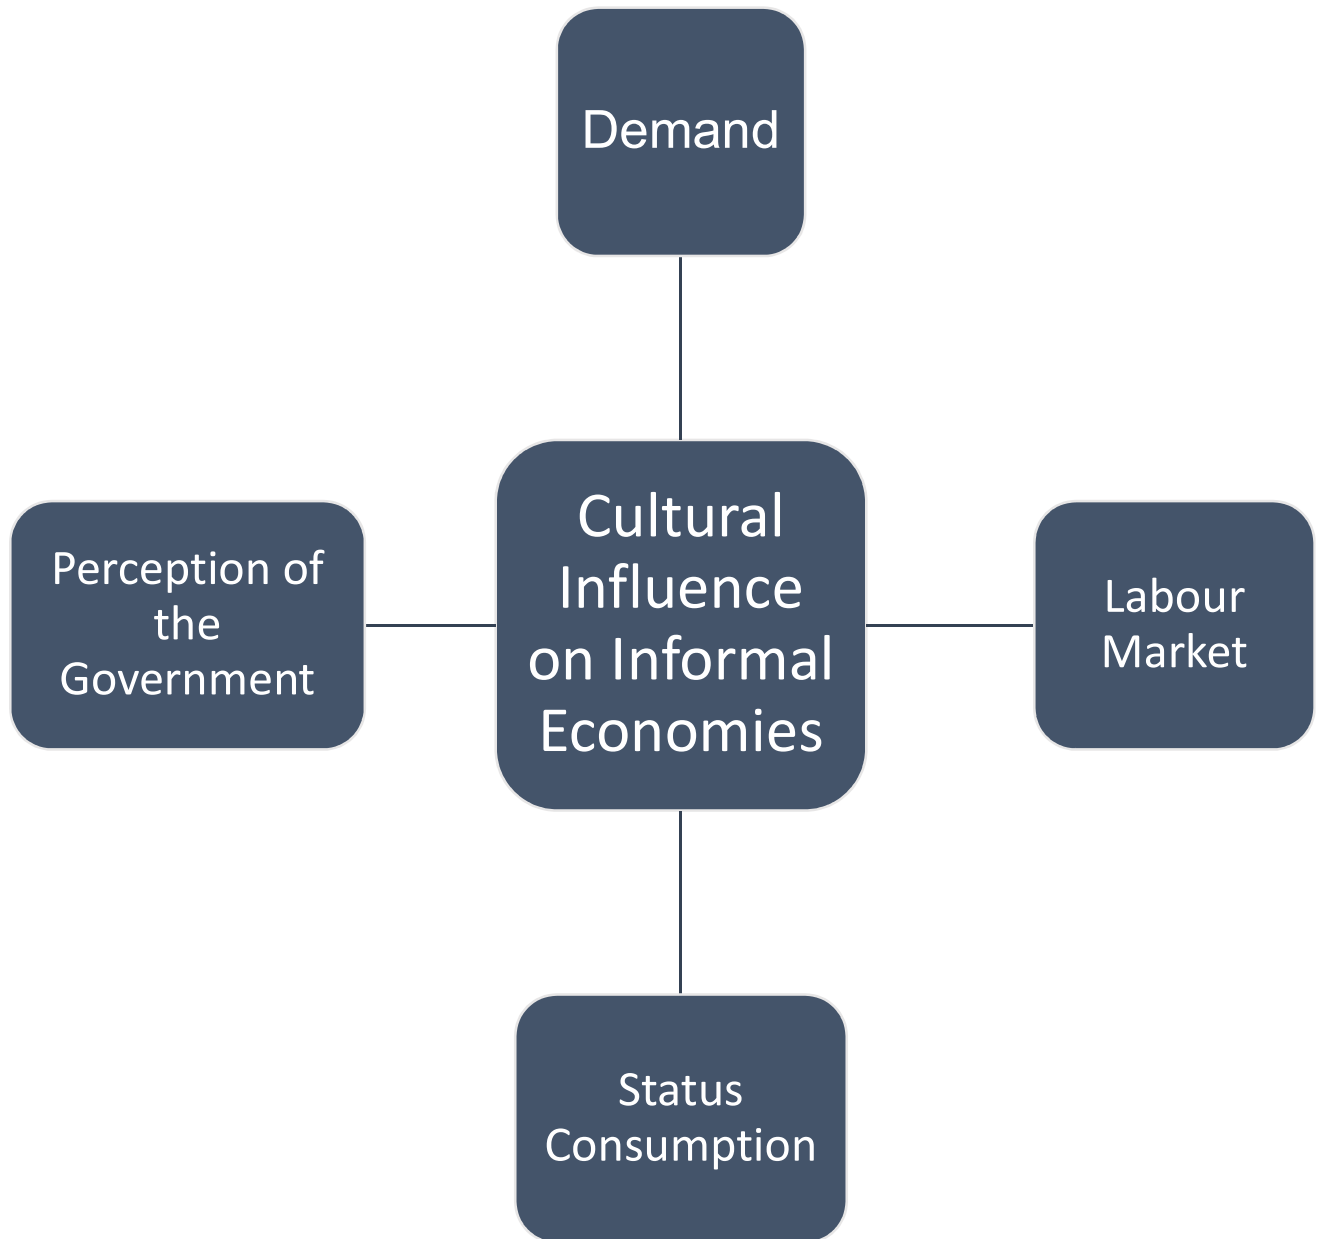 Demand
Cultural
Influence
on Informal
Economies
Perception of
the
Government
Labour
Market
Status
Consumption